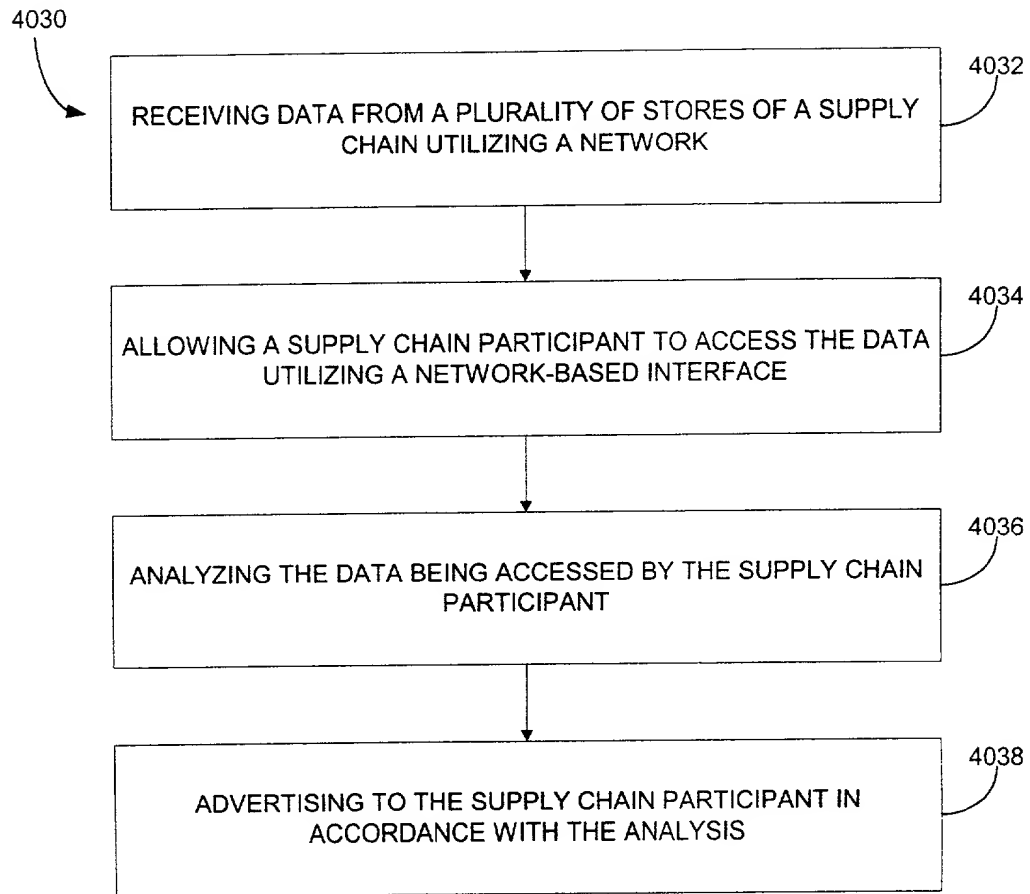 4030
4032
RECEIVING DATA FROM A PLURALITY OF STORES OF A SUPPLY
CHAIN UTILIZING A NETWORK
4034
ALLOWING A SUPPLY CHAIN PARTICIPANT TO ACCESS THE DATA
UTILIZING A NETWORK-BASED INTERFACE
4036
ANALYZING THE DATA BEING ACCESSED BY THE SUPPLY CHAIN
PARTICIPANT
4038
ADVERTISING TO THE SUPPLY CHAIN PARTICIPANT IN
ACCORDANCE WITH THE ANALYSIS